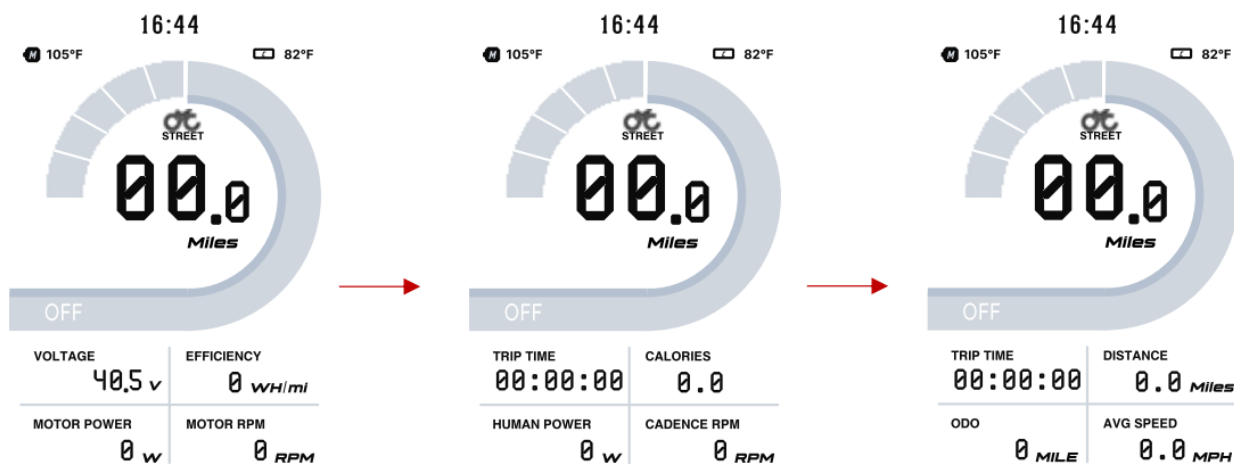 16:44
M 105°F 82°F
STREET
00.0
Miles
OFF
VOLTAGE EFFICIENCY
40.5 V 0 WH/mi
MOTOR POWER MOTOR RPM
0 W 0 RPM
16:44
M 105°F 82°F
STREET
00.0
Miles
OFF
TRIP TIME CALORIES
00:00:00 0.0
HUMAN POWER CADENCE RPM
0 W 0 RPM
16:44
M 105°F 82°F
STREET
00.0
Miles
OFF
TRIP TIME DISTANCE
00:00:00 0.0 Miles
ODO AVG SPEED
0 MILE 0.0 MPH